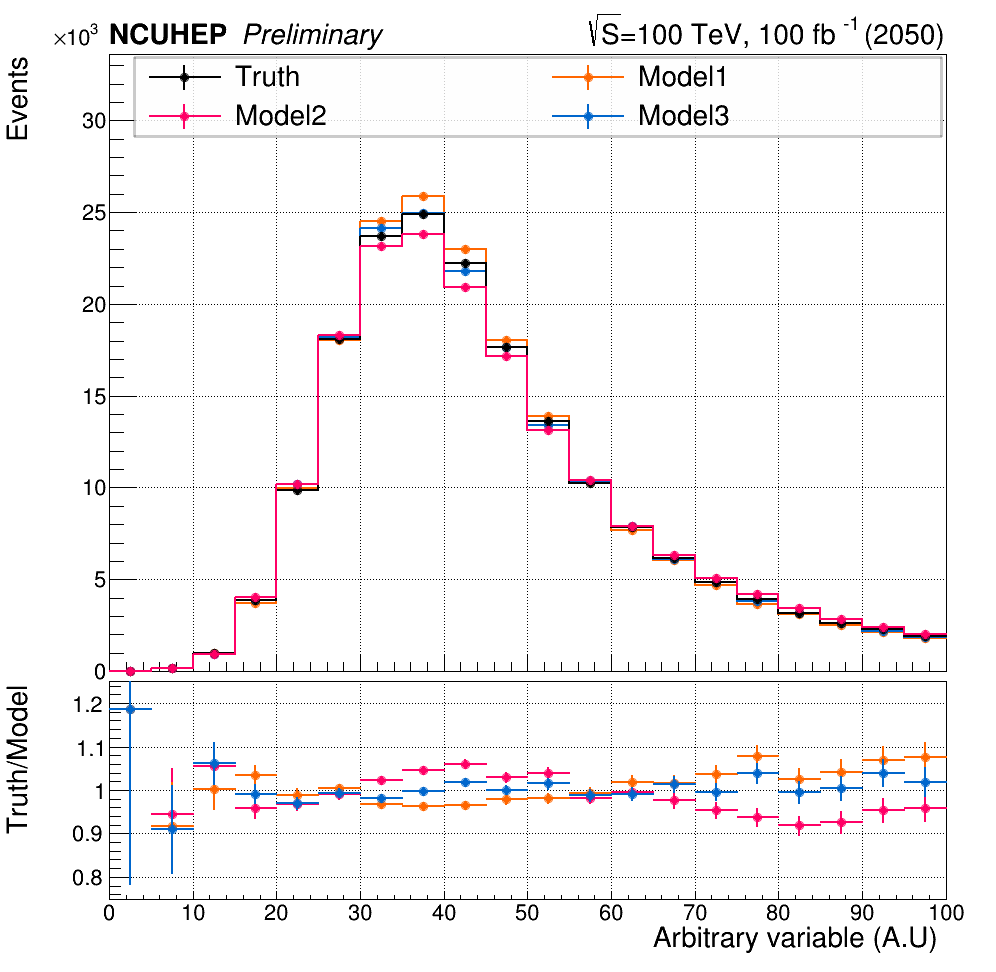 ×10³ NCUHEP Preliminary √S=100 TeV, 100 fb⁻¹ (2050)
Truth Model1
Model2 Model3
Events
30
25
20
15
10
5
0
Truth/Model
1.2
1.1
1
0.9
0.8
0 10 20 30 40 50 60 70 80 90 100
Arbitrary variable (A.U)